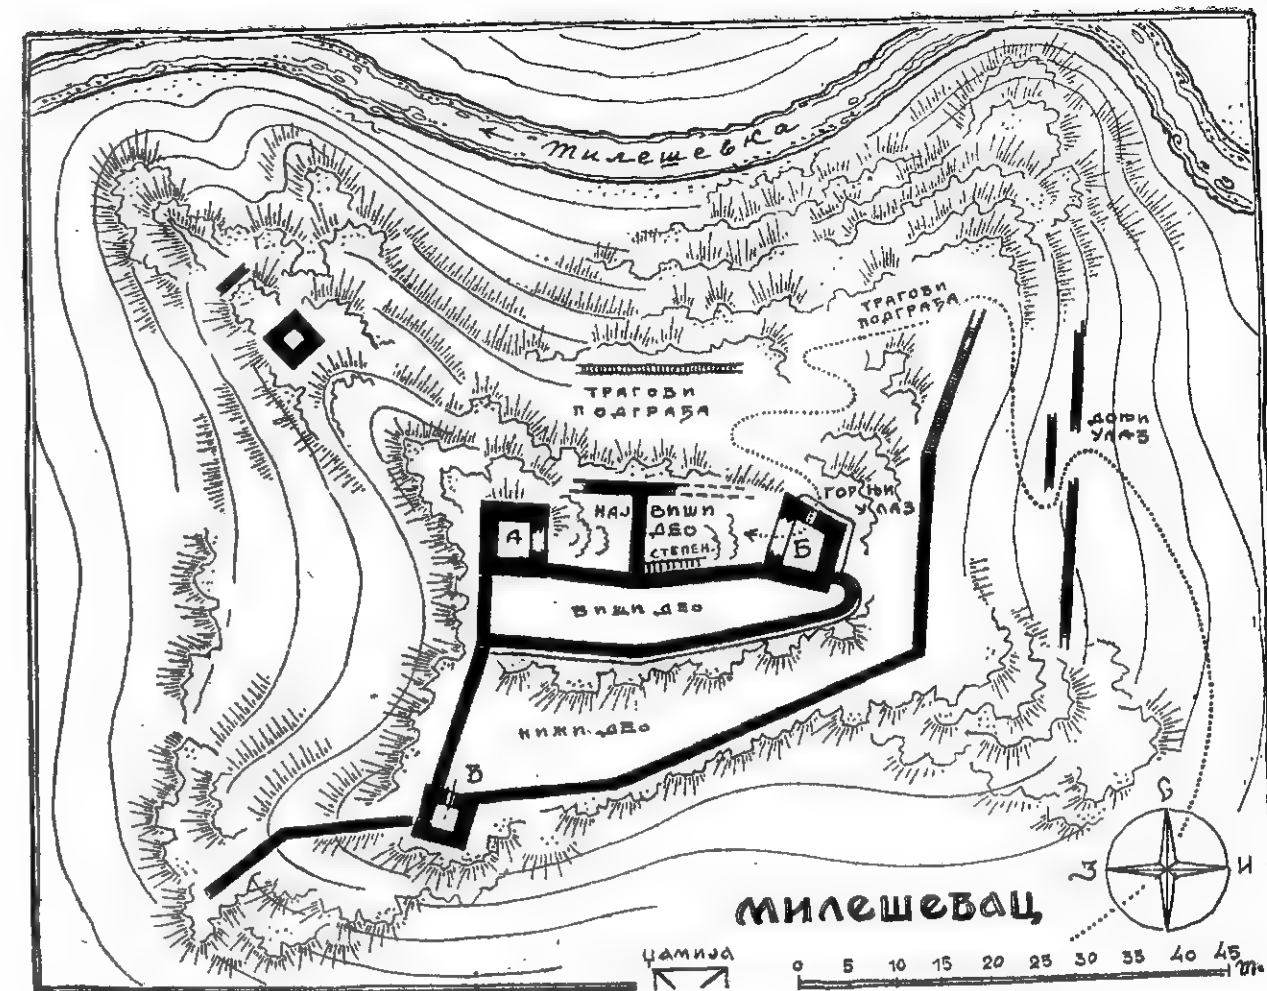 Милешевка
ТРАГОВИ
ПОДГРАЂА
ТРАГОВИ
ПОДГРАЂА
ДОЊИ
УЛАЗ
ГОРЊИ
УЛАЗ
НАЈ
ВИШИ
ДЕО
СТЕПЕН.
А
Б
ВИШИ ДЕО
НИЖИ ДЕО
В
С
З
И
МИЛЕШЕВАЦ
ЏАМИЈА
0 5 10 15 20 25 30 35 40 45 м.